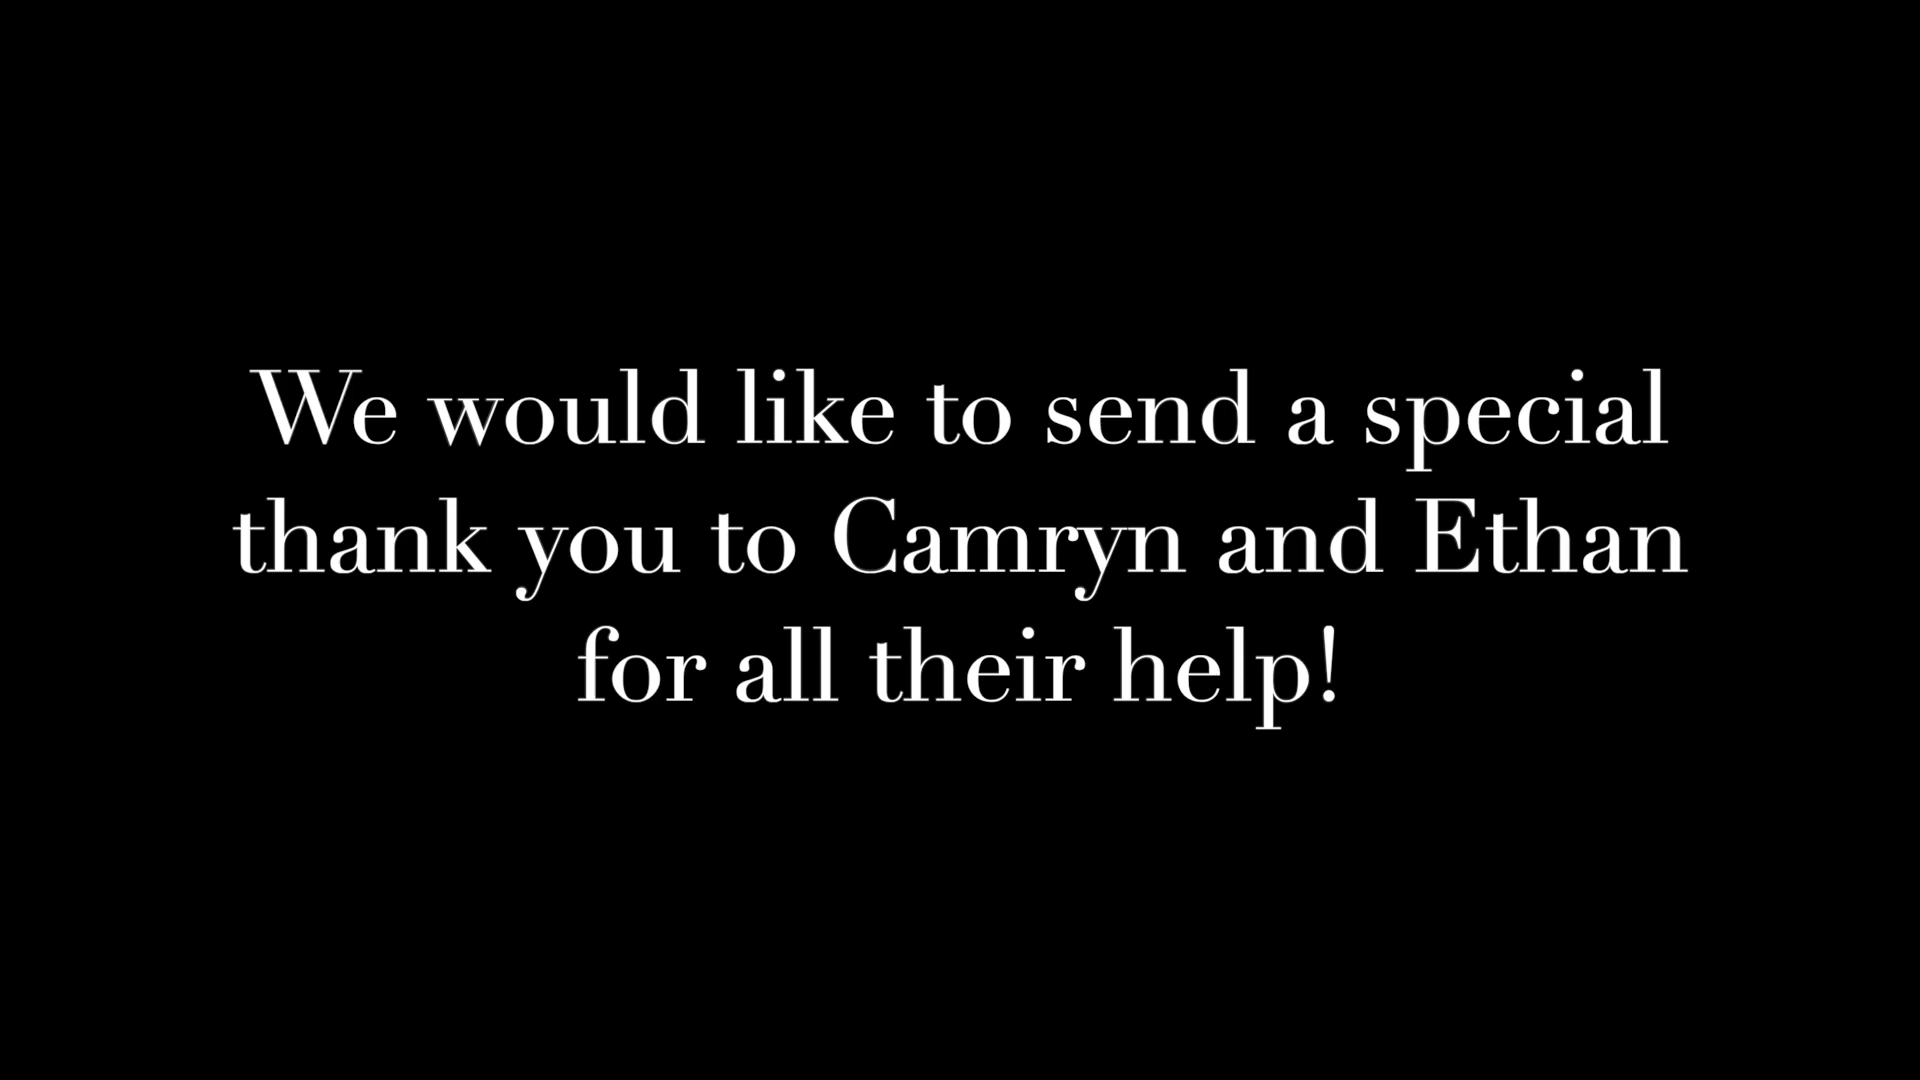 We would like to send a special
thank you to Camryn and Ethan
for all their help!